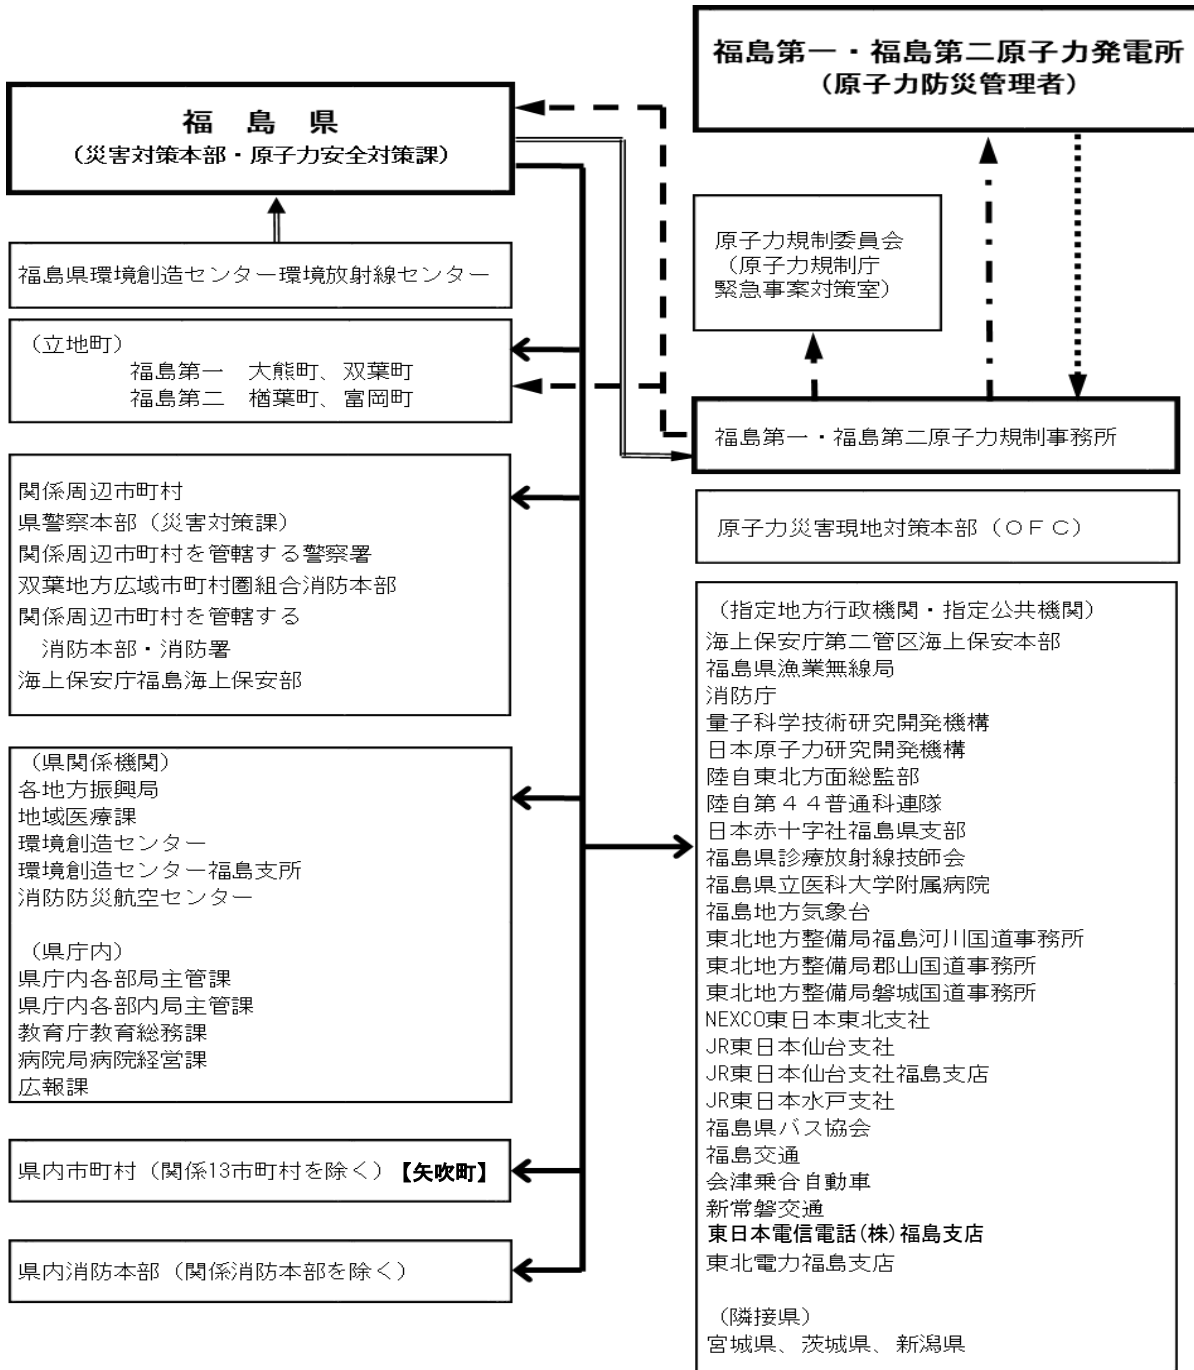 福島第一・福島第二原子力発電所
（原子力防災管理者）
福　島　県
（災害対策本部・原子力安全対策課）
原子力規制委員会
（原子力規制庁
緊急事案対策室）
福島県環境創造センター環境放射線センター
（立地町）
福島第一　大熊町、双葉町
福島第二　楢葉町、富岡町
福島第一・福島第二原子力規制事務所
関係周辺市町村
県警察本部（災害対策課）
関係周辺市町村を管轄する警察署
双葉地方広域市町村圏組合消防本部
関係周辺市町村を管轄する
消防本部・消防署
海上保安庁福島海上保安部
原子力災害現地対策本部（ＯＦＣ）
（県関係機関）
各地方振興局
地域医療課
環境創造センター
環境創造センター福島支所
消防防災航空センター
（県庁内）
県庁内各部局主管課
県庁内各部内局主管課
教育庁教育総務課
病院局病院経営課
広報課
県内市町村（関係13市町村を除く）【矢吹町】
県内消防本部（関係消防本部を除く）
（指定地方行政機関・指定公共機関）
海上保安庁第二管区海上保安本部
福島県漁業無線局
消防庁
量子科学技術研究開発機構
日本原子力研究開発機構
陸自東北方面総監部
陸自第４４普通科連隊
日本赤十字社福島県支部
福島県診療放射線技師会
福島県立医科大学附属病院
福島地方気象台
東北地方整備局福島河川国道事務所
東北地方整備局郡山国道事務所
東北地方整備局磐城国道事務所
NEXCO東日本東北支社
JR東日本仙台支社
JR東日本仙台支社福島支店
JR東日本水戸支社
福島県バス協会
福島交通
会津乗合自動車
新常磐交通
東日本電信電話(株)福島支店
東北電力福島支店
（隣接県）
宮城県、茨城県、新潟県